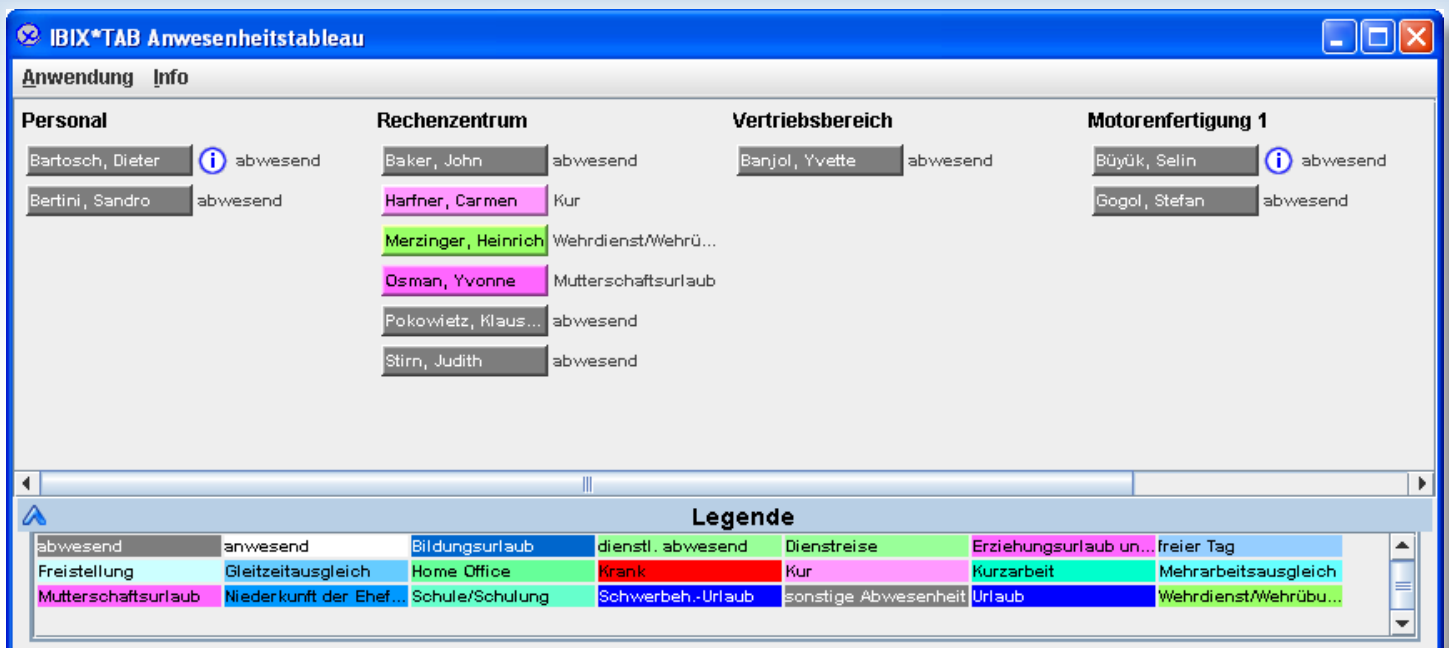 IBIX*TAB Anwesenheitstableau
Anwendung Info
Personal Rechenzentrum Vertriebsbereich Motorenfertigung 1
Bartosch, Dieter abwesend Baker, John abwesend Banjol, Yvette abwesend Büyük, Selin abwesend
Bertini, Sandro abwesend Harfner, Carmen Kur Gogol, Stefan abwesend
Merzinger, Heinrich Wehrdienst/Wehrü...
Osman, Yvonne Mutterschaftsurlaub
Pokowietz, Klaus... abwesend
Stirn, Judith abwesend
Legende
abwesend anwesend Bildungsurlaub dienstl. abwesend Dienstreise Erziehungsurlaub un... freier Tag
Freistellung Gleitzeitausgleich Home Office Krank Kur Kurzarbeit Mehrarbeitsausgleich
Mutterschaftsurlaub Niederkunft der Ehef... Schule/Schulung Schwerbeh.-Urlaub sonstige Abwesenheit Urlaub Wehrdienst/Wehrübu...